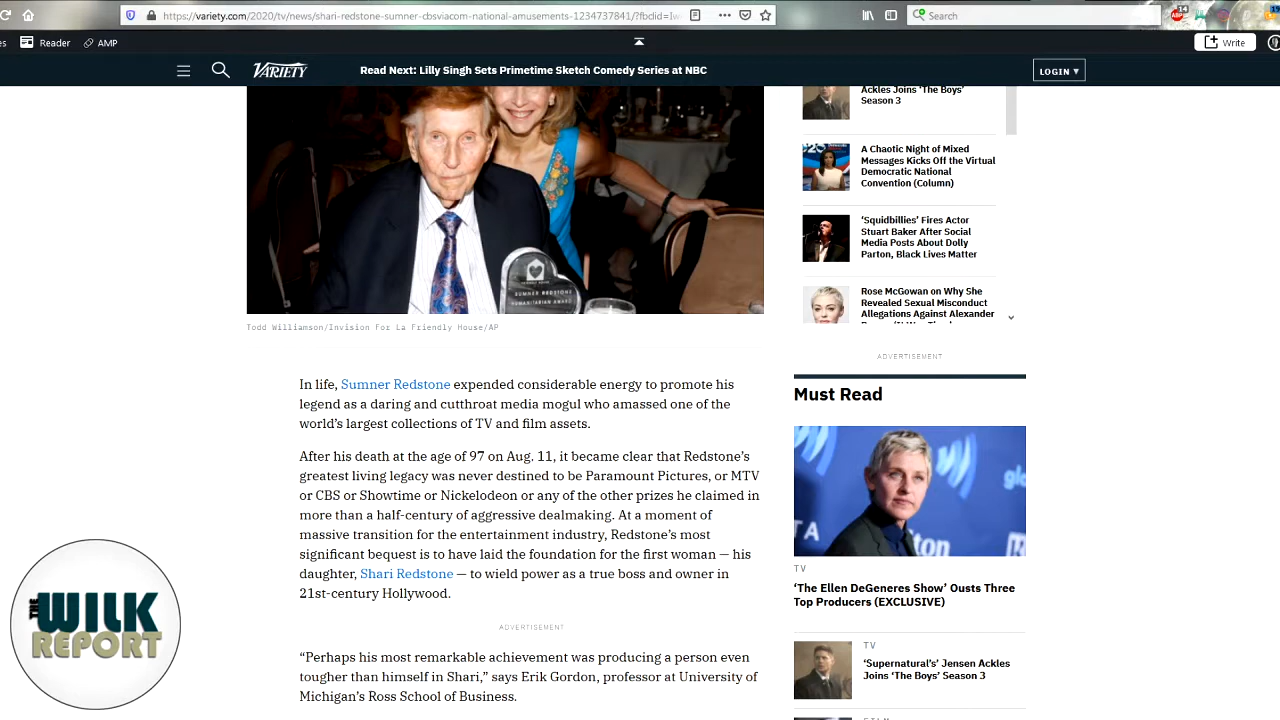 https://variety.com/2020/tv/news/shari-redstone-sumner-cbsviacom-national-amusements-1234737841/?fbclid=Iw
Search
14
ABP
es
Reader
AMP
Write
VARIETY
Read Next: Lilly Singh Sets Primetime Sketch Comedy Series at NBC
LOGIN ▾
SUMNER REDSTONE
HUMANITARIAN AWARD
Todd Williamson/Invision For La Friendly House/AP
In life, Sumner Redstone expended considerable energy to promote his
legend as a daring and cutthroat media mogul who amassed one of the
world’s largest collections of TV and film assets.
After his death at the age of 97 on Aug. 11, it became clear that Redstone’s
greatest living legacy was never destined to be Paramount Pictures, or MTV
or CBS or Showtime or Nickelodeon or any of the other prizes he claimed in
more than a half-century of aggressive dealmaking. At a moment of
massive transition for the entertainment industry, Redstone’s most
significant bequest is to have laid the foundation for the first woman — his
daughter, Shari Redstone — to wield power as a true boss and owner in
21st-century Hollywood.
ADVERTISEMENT
“Perhaps his most remarkable achievement was producing a person even
tougher than himself in Shari,” says Erik Gordon, professor at University of
Michigan’s Ross School of Business.
Ackles Joins ‘The Boys’
Season 3
A Chaotic Night of Mixed
Messages Kicks Off the Virtual
Democratic National
Convention (Column)
‘Squidbillies’ Fires Actor
Stuart Baker After Social
Media Posts About Dolly
Parton, Black Lives Matter
Rose McGowan on Why She
Revealed Sexual Misconduct
Allegations Against Alexander
ADVERTISEMENT
Must Read
TV
‘The Ellen DeGeneres Show’ Ousts Three
Top Producers (EXCLUSIVE)
TV
‘Supernatural’s’ Jensen Ackles
Joins ‘The Boys’ Season 3
THE
WILK
REPORT